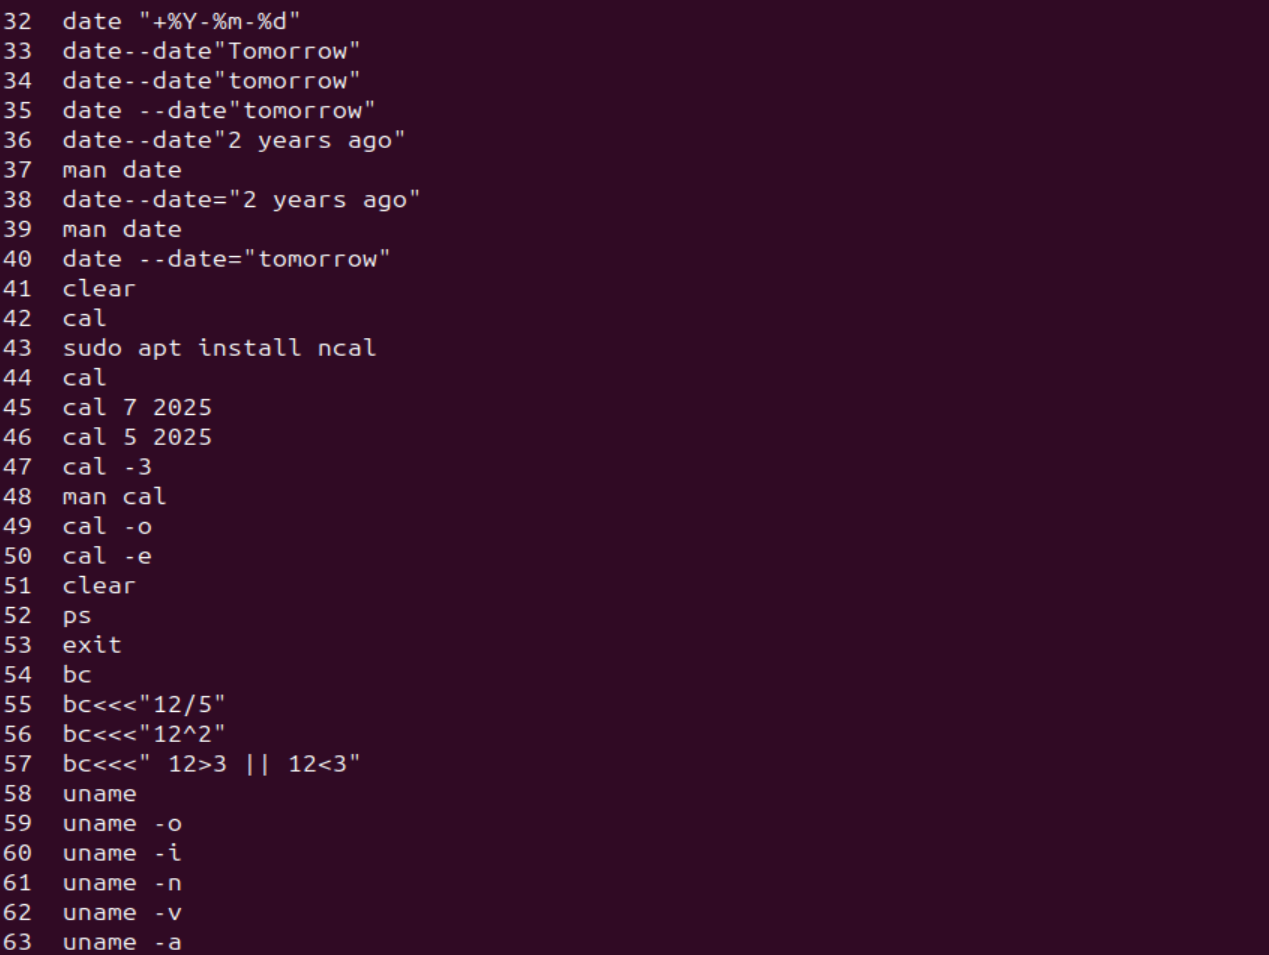 32 date "+%Y-%m-%d"
33 date--date"Tomorrow"
34 date--date"tomorrow"
35 date --date"tomorrow"
36 date--date"2 years ago"
37 man date
38 date--date="2 years ago"
39 man date
40 date --date="tomorrow"
41 clear
42 cal
43 sudo apt install ncal
44 cal
45 cal 7 2025
46 cal 5 2025
47 cal -3
48 man cal
49 cal -o
50 cal -e
51 clear
52 ps
53 exit
54 bc
55 bc<<<"12/5"
56 bc<<<"12^2"
57 bc<<<" 12>3 || 12<3"
58 uname
59 uname -o
60 uname -i
61 uname -n
62 uname -v
63 uname -a